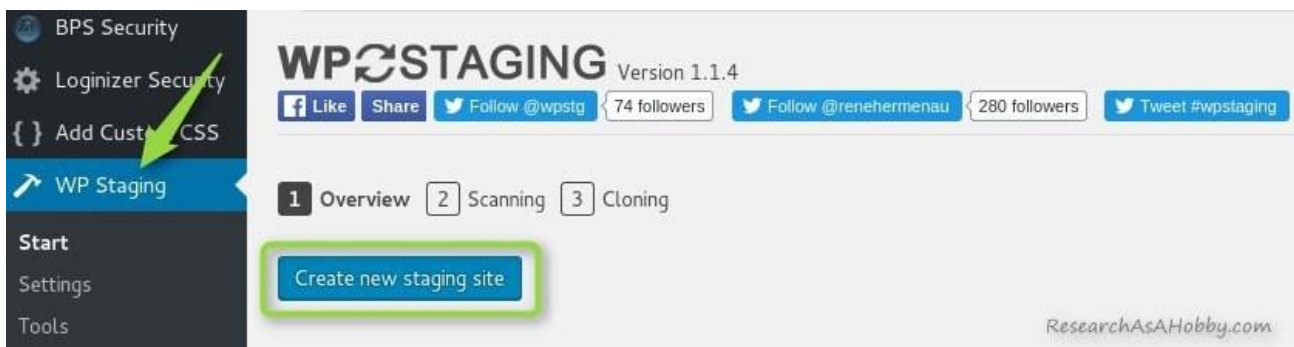 BPS Security
Loginizer Security
{ } Add Custom CSS
WP Staging
Start
Settings
Tools
WP STAGING Version 1.1.4
Like Share Follow @wpstg 74 followers Follow @renehermenau 280 followers Tweet #wpstaging
1 Overview 2 Scanning 3 Cloning
Create new staging site
ResearchAsAHobby.com